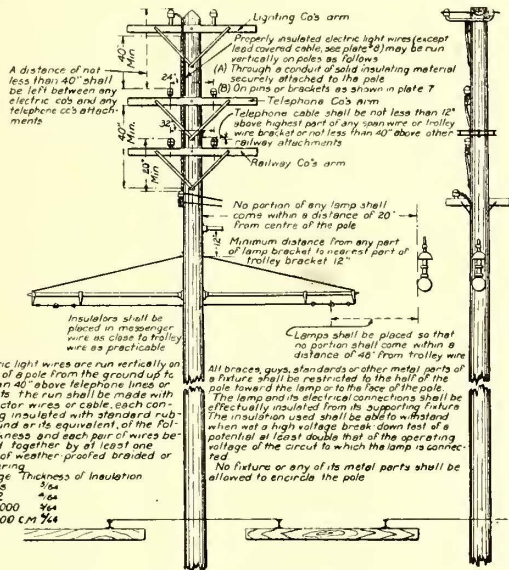 Lighting Co's arm
Properly insulated electric light wires (except
lead covered cable, see plate #8) may be run
vertically on poles as follows
(A) Through a conduit of solid insulating material
securely attached to the pole
(B) On pins or brackets as shown in plate 7
A distance of not
less than 40" shall
be left between any
electric co's and any
telephone co's attach-
ments
40"
Min
24"
Telephone Co's arm
Telephone cable shall be not less than 12"
above highest part of any span wire or trolley
wire bracket or not less than 40" above other
railway attachments
40"
Min.
32"
20"
Min
Railway Co's arm
No portion of any lamp shall
come within a distance of 20"
from centre of the pole
12"
Minimum distance from any part
of lamp bracket to nearest part of
trolley bracket 12"
Insulators shall be
placed in messenger
wire as close to trolley
wire as practicable
Lamps shall be placed so that
no portion shall come within a
distance of 48" from trolley wire
ric light wires are run vertically on
of a pole from the ground up to
an 40" above telephone lines or
ts the run shall be made with
ctor wires or cable, each con-
g insulated with standard rub-
nd or its equivalent, of the fol-
kness and each pair of wires be-
d together by at least one
of weather-proofed braided or
ering
ge Thickness of Insulation
3/64
4/64
000
00 C M
All braces, guys, standards or other metal parts of
a fixture shall be restricted to the half of the
pole toward the lamp or to the face of the pole.
The lamp and its electrical connections shall be
effectually insulated from its supporting fixture
The insulation used shall be able to withstand
when wet a high voltage break-down test of a
potential at least double that of the operating
voltage of the circut to which the lamp is connec-
ted
No fixture or any of its metal parts shall be
allowed to encircle the pole